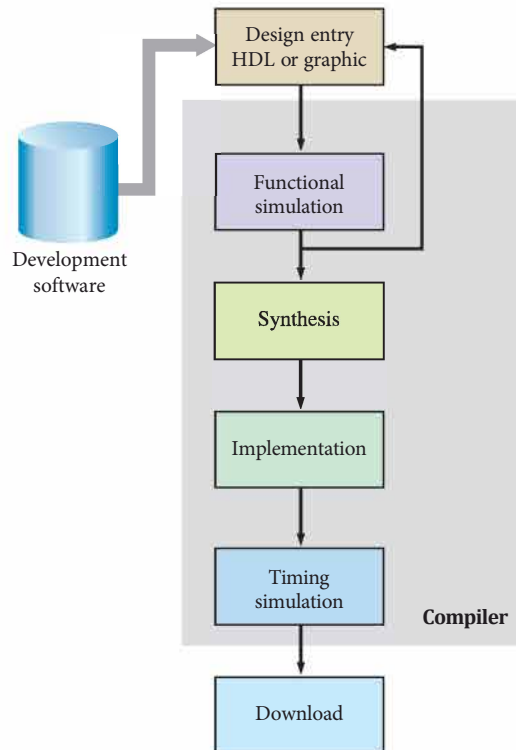 Design entry
HDL or graphic
Functional
simulation
Development
software
Synthesis
Implementation
Timing
simulation
Compiler
Download